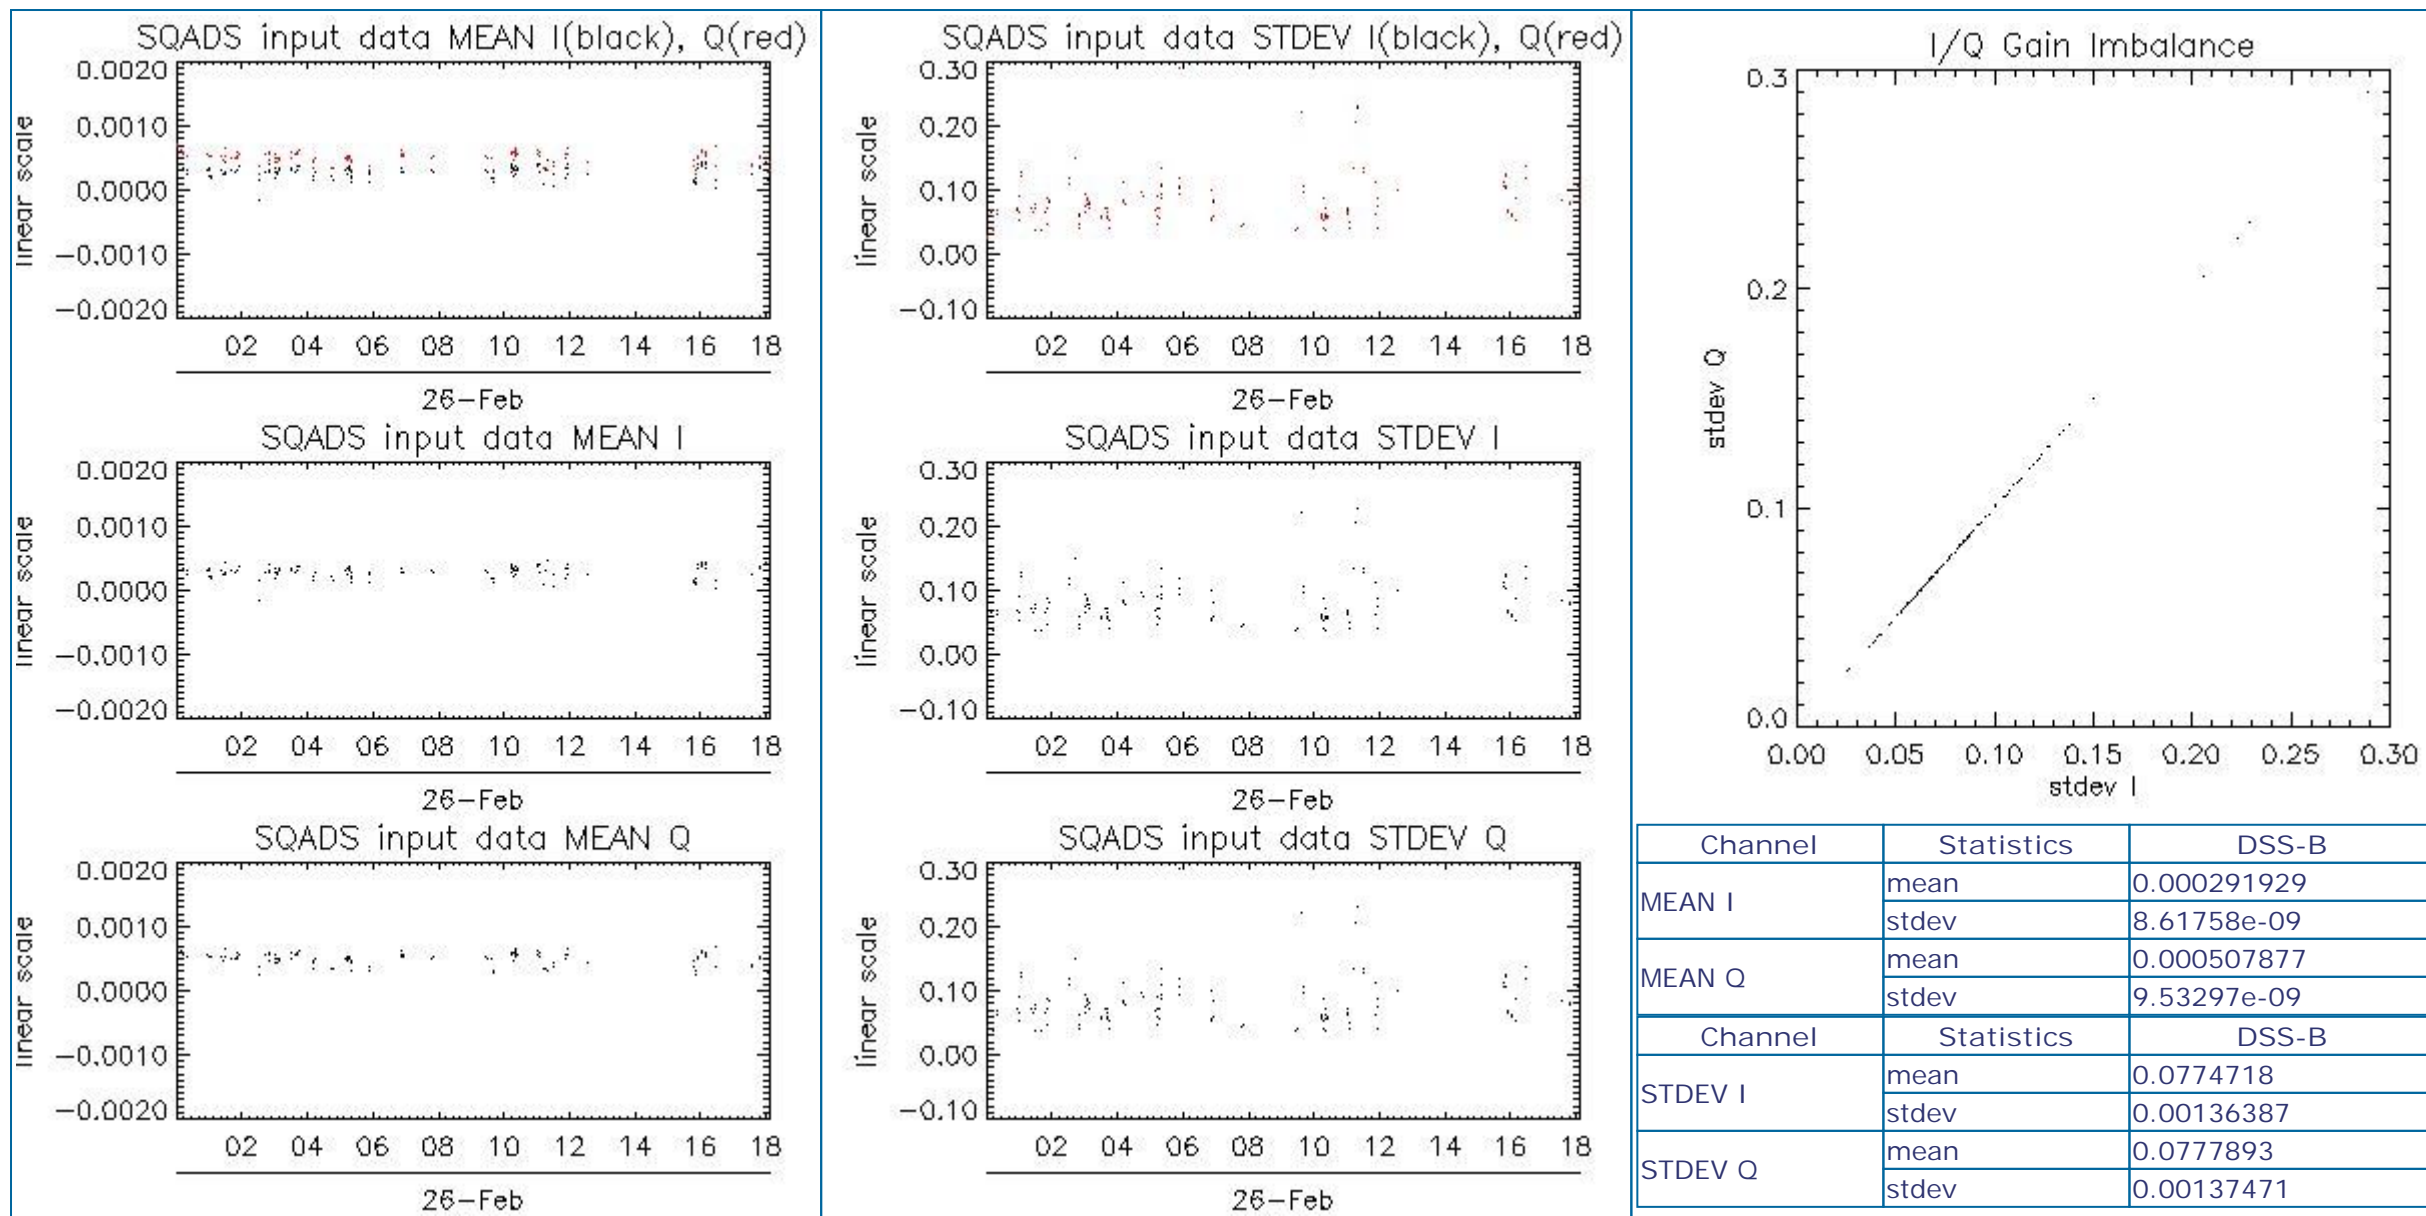 SQADS input data MEAN I(black), Q(red)
0.0020
0.0010
0.0000
-0.0010
-0.0020
linear scale
02 04 06 08 10 12 14 16 18
26-Feb
SQADS input data MEAN I
0.0020
0.0010
0.0000
-0.0010
-0.0020
linear scale
02 04 06 08 10 12 14 16 18
26-Feb
SQADS input data MEAN Q
0.0020
0.0010
0.0000
-0.0010
-0.0020
linear scale
02 04 06 08 10 12 14 16 18
26-Feb
SQADS input data STDEV I(black), Q(red)
0.30
0.20
0.10
0.00
-0.10
linear scale
02 04 06 08 10 12 14 16 18
26-Feb
SQADS input data STDEV I
0.30
0.20
0.10
0.00
-0.10
linear scale
02 04 06 08 10 12 14 16 18
26-Feb
SQADS input data STDEV Q
0.30
0.20
0.10
0.00
-0.10
linear scale
02 04 06 08 10 12 14 16 18
26-Feb
I/Q Gain Imbalance
0.3
0.2
0.1
0.0
stdev Q
0.00 0.05 0.10 0.15 0.20 0.25 0.30
stdev I
Channel Statistics DSS-B
MEAN I mean 0.000291929
stdev 8.61758e-09
MEAN Q mean 0.000507877
stdev 9.53297e-09
Channel Statistics DSS-B
STDEV I mean 0.0774718
stdev 0.00136387
STDEV Q mean 0.0777893
stdev 0.00137471